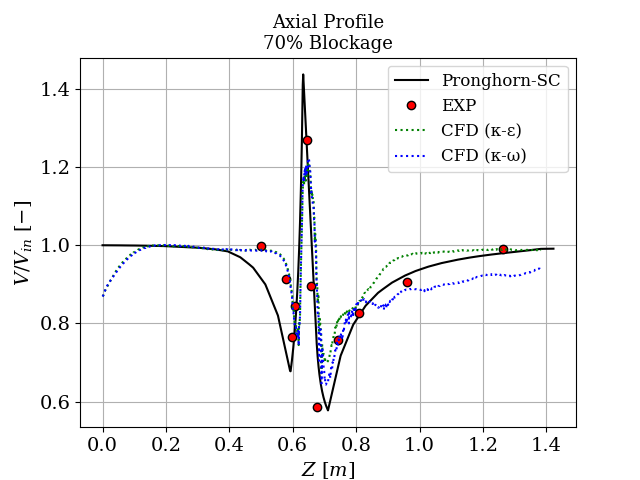 Axial Profile
70% Blockage
V/V_in [−]
1.4
1.2
1.0
0.8
0.6
Pronghorn-SC
EXP
CFD (κ-ε)
CFD (κ-ω)
0.0 0.2 0.4 0.6 0.8 1.0 1.2 1.4
Z [m]